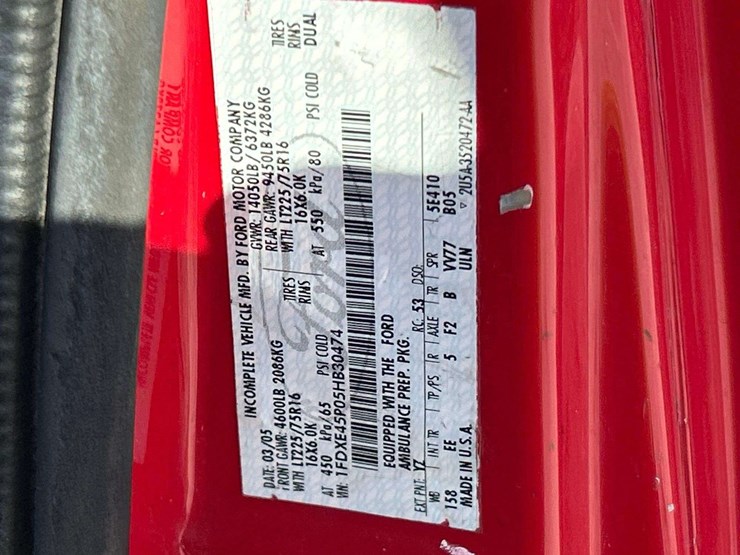 INCOMPLETE VEHICLE MFD. BY FORD MOTOR COMPANY
DATE: 03/05 GVWR: 14050LB / 6372KG
FRONT GAWR: 4600LB 2086KG REAR GAWR: 9450LB 4286KG
WITH LT225/75R16 TIRES WITH LT225/75R16 TIRES
16X6.0K RINS 16X6.0K RINS
AT 450 kPa/65 PSI COLD AT 550 kPa/80 PSI COLD DUAL
VIN: 1FDXE45P05HB30474
Ford
EQUIPPED WITH THE FORD
AMBULANCE PREP. PKG.
EXT PNT: YZ RC: 53 DSO:
WB INT TR TP/PS R AXLE TR SPR 5E410
158 EE 5 F2 B VV77 B05
MADE IN U.S.A. ULN ▽ 2U5A-3520472-AA